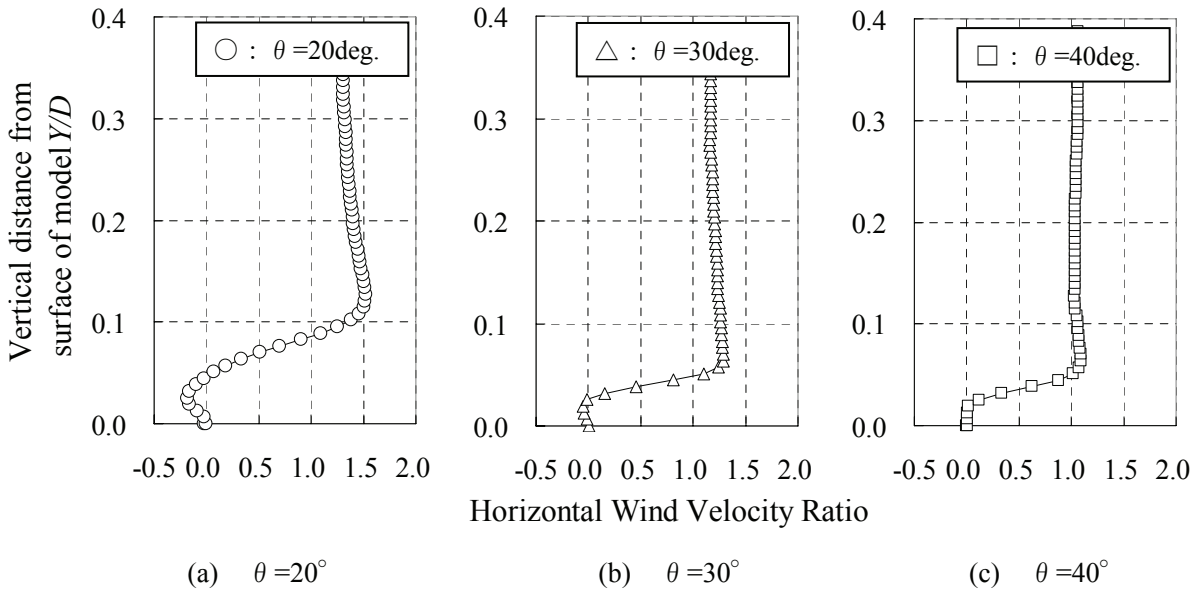 Vertical distance from
surface of model Y/D
0.4
0.3
0.2
0.1
0.0
-0.5 0.0 0.5 1.0 1.5 2.0
○ : θ =20deg.
0.4
0.3
0.2
0.1
0.0
-0.5 0.0 0.5 1.0 1.5 2.0
△ : θ =30deg.
0.4
0.3
0.2
0.1
0.0
-0.5 0.0 0.5 1.0 1.5 2.0
□ : θ =40deg.
Horizontal Wind Velocity Ratio
(a) θ =20°
(b) θ =30°
(c) θ =40°